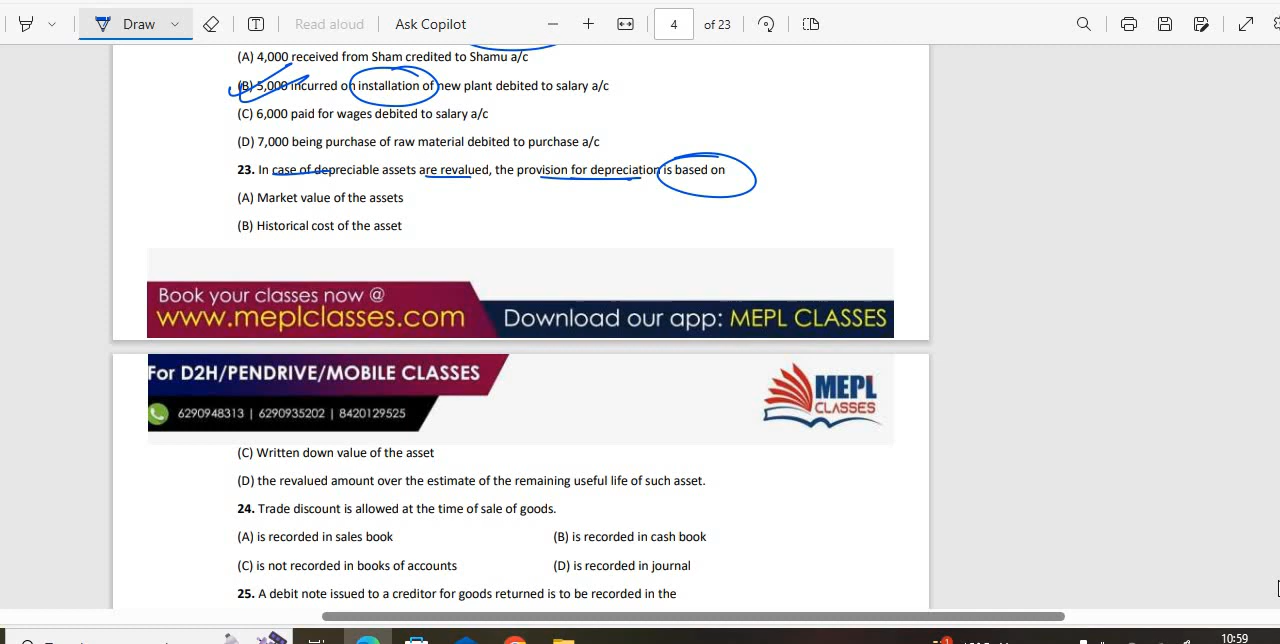 Draw
Read aloud
Ask Copilot
4
of 23
(A) 4,000 received from Sham credited to Shamu a/c
(B) 5,000 incurred on installation of new plant debited to salary a/c
(C) 6,000 paid for wages debited to salary a/c
(D) 7,000 being purchase of raw material debited to purchase a/c
23. In case of depreciable assets are revalued, the provision for depreciation is based on
(A) Market value of the assets
(B) Historical cost of the asset
Book your classes now @
www.meplclasses.com
Download our app: MEPL CLASSES
For D2H/PENDRIVE/MOBILE CLASSES
6290948313 | 6290935202 | 8420129525
MEPL
CLASSES
(C) Written down value of the asset
(D) the revalued amount over the estimate of the remaining useful life of such asset.
24. Trade discount is allowed at the time of sale of goods.
(A) is recorded in sales book (B) is recorded in cash book
(C) is not recorded in books of accounts (D) is recorded in journal
25. A debit note issued to a creditor for goods returned is to be recorded in the
10:59